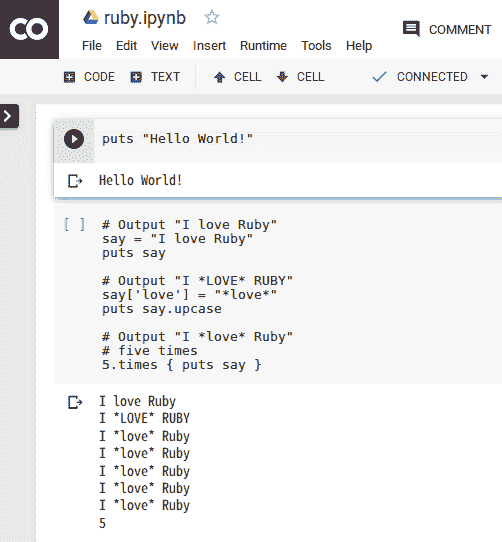 CO
ruby.ipynb
File Edit View Insert Runtime Tools Help
COMMENT
CODE TEXT CELL CELL CONNECTED
puts "Hello World!"
Hello World!
[ ] # Output "I love Ruby"
say = "I love Ruby"
puts say
# Output "I *LOVE* RUBY"
say['love'] = "*love*"
puts say.upcase
# Output "I *love* Ruby"
# five times
5.times { puts say }
I love Ruby
I *LOVE* RUBY
I *love* Ruby
I *love* Ruby
I *love* Ruby
I *love* Ruby
I *love* Ruby
5